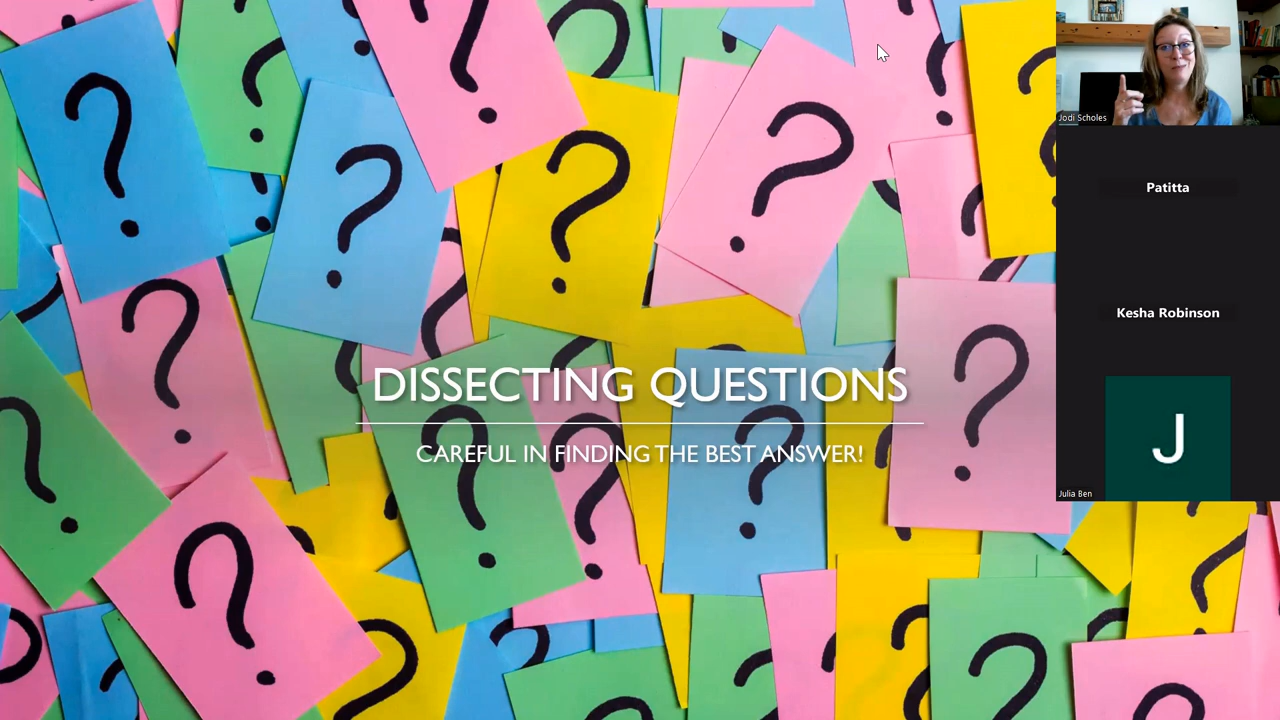 DISSECTING QUESTIONS
CAREFUL IN FINDING THE BEST ANSWER!
Jodi Scholes
Patitta
Kesha Robinson
J
Julia Ben